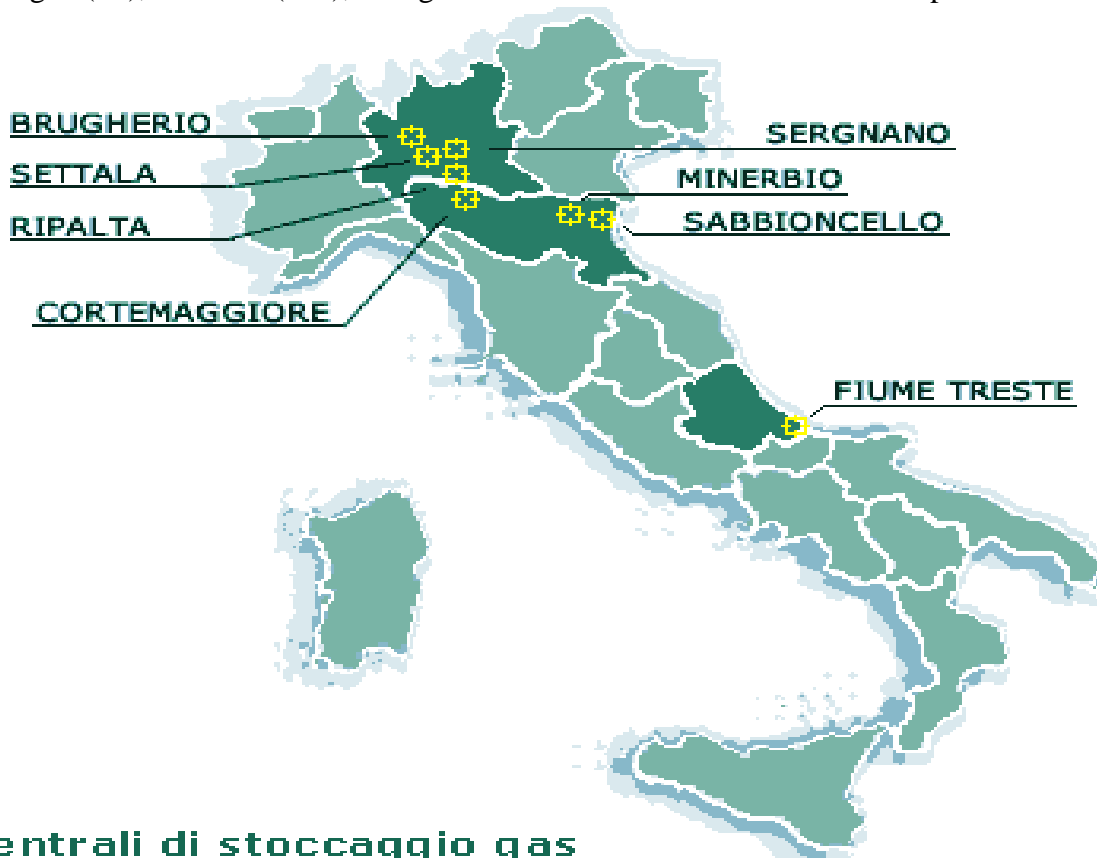 BRUGHERIO
SERGNANO
SETTALA
MINERBIO
RIPALTA
SABBIONCELLO
CORTEMAGGIORE
FIUME TRESTE
entrali di stoccaggio gas